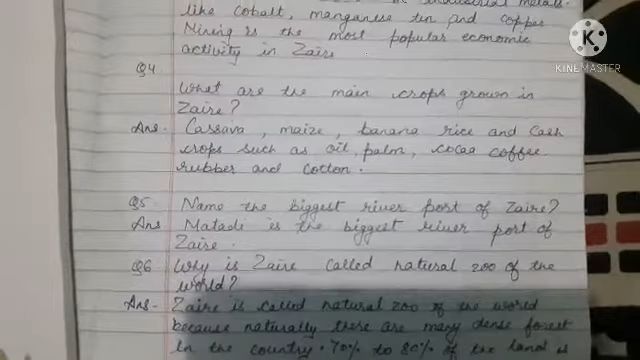 like cobalt, manganese tin and copper
Mining is the most popular economic
activity in Zaire
Q4
What are the main crops grown in
Zaire?
Ans. Cassava, maize, banana rice and cash
crops such as oil, palm, cocoa coffee
rubber and cotton.
Q5 Name the biggest river port of Zaire?
Ans Matadi is the biggest river port of
Zaire.
Q6 Why is Zaire called natural zoo of the
world?
Ans. Zaire is called natural zoo of the world
because naturally there are many dense forest
in the country. 70% to 80% of the land is
K
KINEMASTER